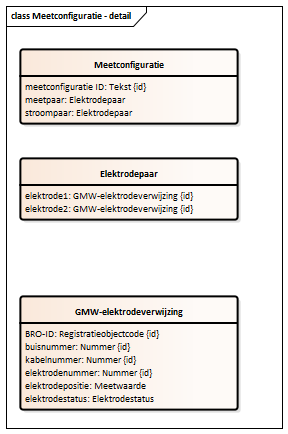 class Meetconfiguratie - detail
Meetconfiguratie
meetconfiguratie ID: Tekst {id}
meetpaar: Elektrodepaar
stroompaar: Elektrodepaar
Elektrodepaar
elektrode1: GMW-elektrodeverwijzing {id}
elektrode2: GMW-elektrodeverwijzing {id}
GMW-elektrodeverwijzing
BRO-ID: Registratieobjectcode {id}
buisnummer: Nummer {id}
kabelnummer: Nummer {id}
elektrodenummer: Nummer {id}
elektrodepositie: Meetwaarde
elektrodestatus: Elektrodestatus